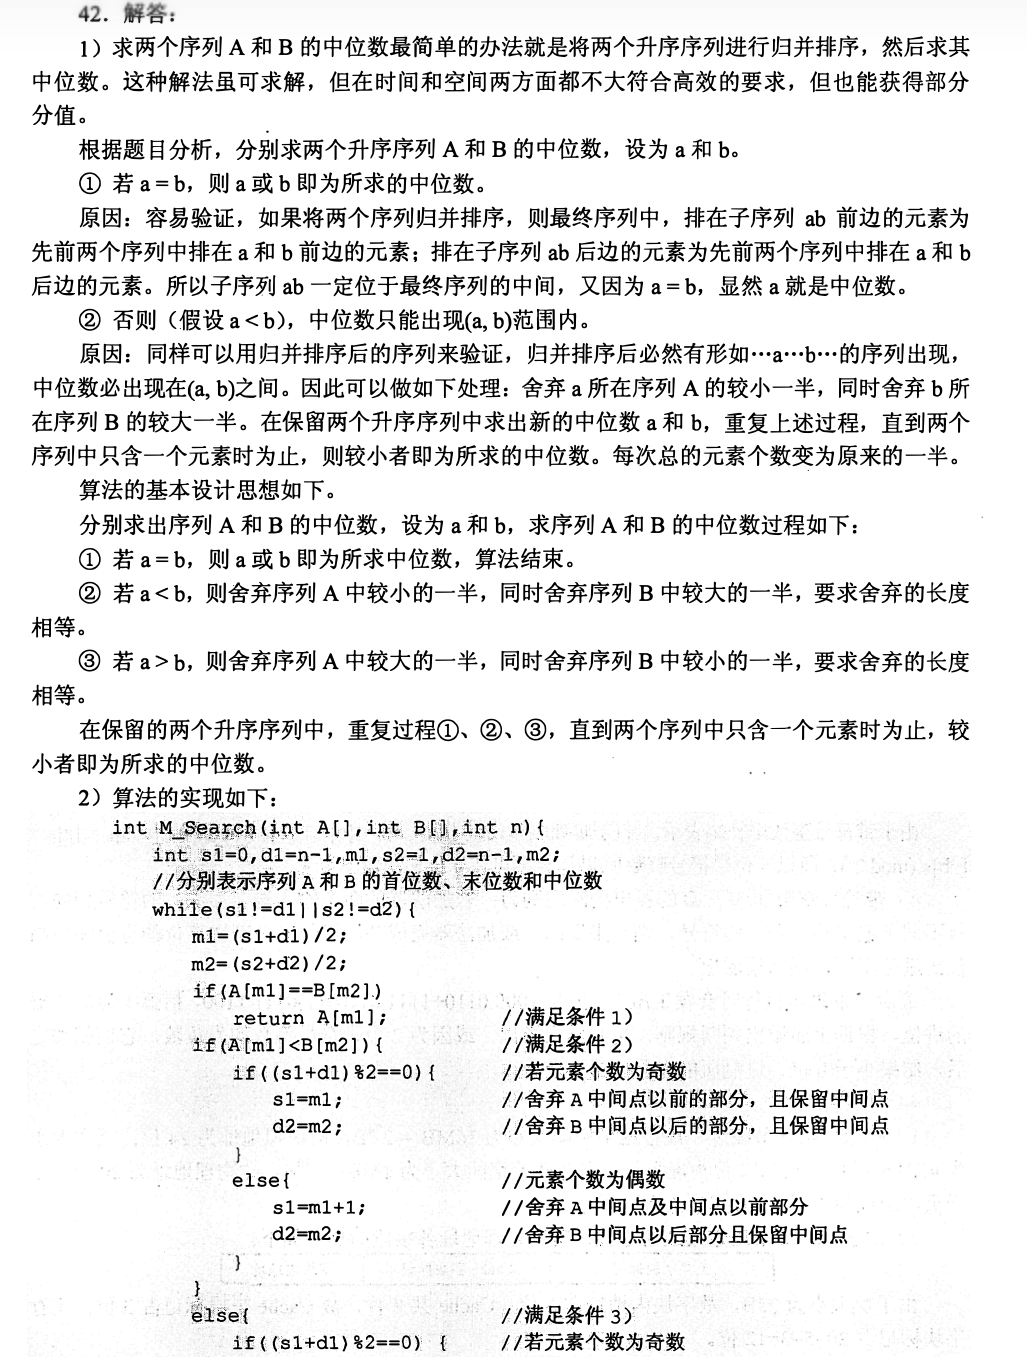 42．解答：
1）求两个序列 A 和 B 的中位数最简单的办法就是将两个升序序列进行归并排序，然后求其
中位数。这种解法虽可求解，但在时间和空间两方面都不大符合高效的要求，但也能获得部分
分值。
根据题目分析，分别求两个升序序列 A 和 B 的中位数，设为 a 和 b。
① 若 a = b，则 a 或 b 即为所求的中位数。
原因：容易验证，如果将两个序列归并排序，则最终序列中，排在子序列 ab 前边的元素为
先前两个序列中排在 a 和 b 前边的元素；排在子序列 ab 后边的元素为先前两个序列中排在 a 和 b
后边的元素。所以子序列 ab 一定位于最终序列的中间，又因为 a = b，显然 a 就是中位数。
② 否则（假设 a < b），中位数只能出现(a, b)范围内。
原因：同样可以用归并排序后的序列来验证，归并排序后必然有形如…a…b…的序列出现，
中位数必出现在(a, b)之间。因此可以做如下处理：舍弃 a 所在序列 A 的较小一半，同时舍弃 b 所
在序列 B 的较大一半。在保留两个升序序列中求出新的中位数 a 和 b，重复上述过程，直到两个
序列中只含一个元素时为止，则较小者即为所求的中位数。每次总的元素个数变为原来的一半。
算法的基本设计思想如下。
分别求出序列 A 和 B 的中位数，设为 a 和 b，求序列 A 和 B 的中位数过程如下：
① 若 a = b，则 a 或 b 即为所求中位数，算法结束。
② 若 a < b，则舍弃序列 A 中较小的一半，同时舍弃序列 B 中较大的一半，要求舍弃的长度
相等。
③ 若 a > b，则舍弃序列 A 中较大的一半，同时舍弃序列 B 中较小的一半，要求舍弃的长度
相等。
在保留的两个升序序列中，重复过程①、②、③，直到两个序列中只含一个元素时为止，较
小者即为所求的中位数。
2）算法的实现如下：
int M_Search(int A[],int B[],int n){
int s1=0,d1=n-1,m1,s2=1,d2=n-1,m2;
//分别表示序列 A 和 B 的首位数、末位数和中位数
while(s1!=d1||s2!=d2){
m1=(s1+d1)/2;
m2=(s2+d2)/2;
if(A[m1]==B[m2])
return A[m1]; //满足条件 1）
if(A[m1]<B[m2]){ //满足条件 2）
if((s1+d1)%2==0){ //若元素个数为奇数
s1=m1; //舍弃 A 中间点以前的部分，且保留中间点
d2=m2; //舍弃 B 中间点以后的部分，且保留中间点
}
else{ //元素个数为偶数
s1=m1+1; //舍弃 A 中间点及中间点以前部分
d2=m2; //舍弃 B 中间点以后部分且保留中间点
}
}
else{ //满足条件 3）
if((s1+d1)%2==0) { //若元素个数为奇数